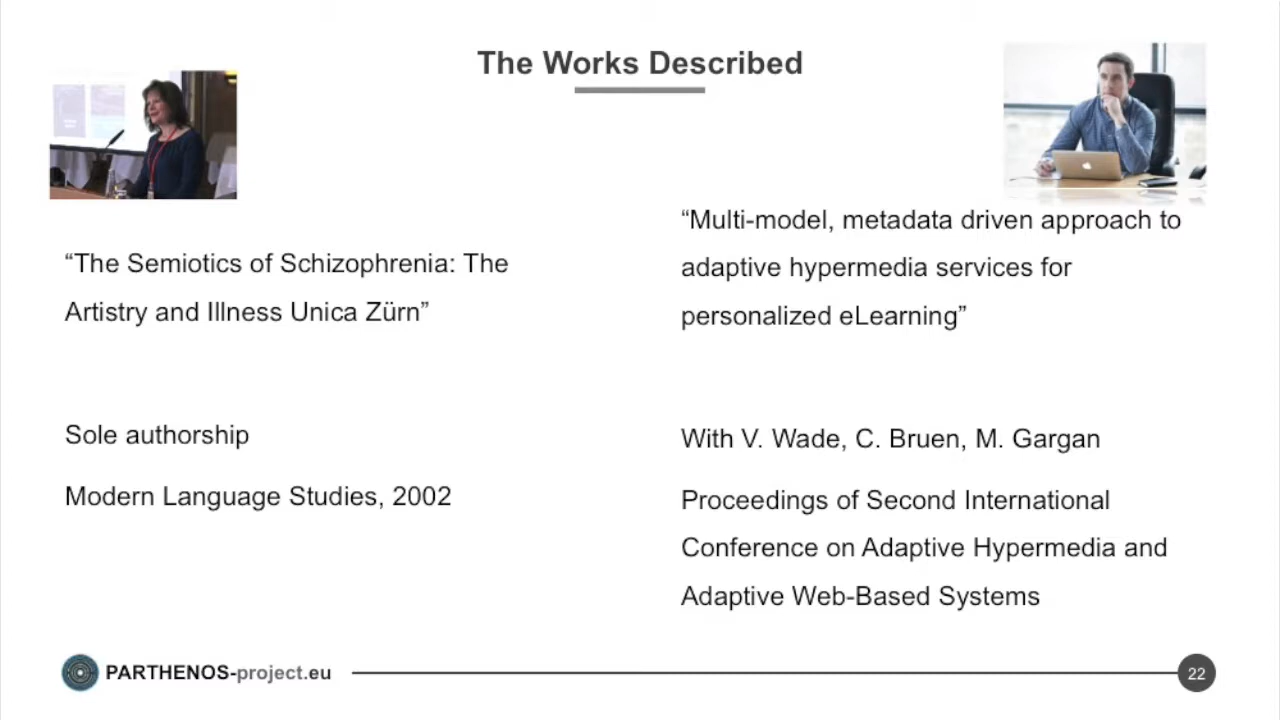 The Works Described
“The Semiotics of Schizophrenia: The
Artistry and Illness Unica Zürn”
Sole authorship
Modern Language Studies, 2002
“Multi-model, metadata driven approach to
adaptive hypermedia services for
personalized eLearning”
With V. Wade, C. Bruen, M. Gargan
Proceedings of Second International
Conference on Adaptive Hypermedia and
Adaptive Web-Based Systems
PARTHENOS-project.eu
22